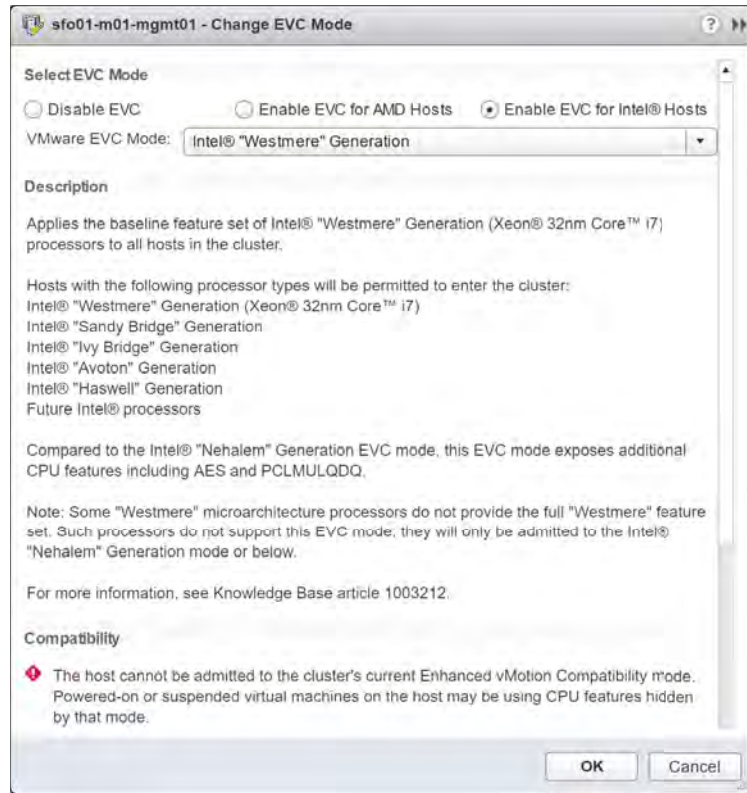 sfo01-m01-mgmt01 - Change EVC Mode
Select EVC Mode
Disable EVC
Enable EVC for AMD Hosts
Enable EVC for Intel® Hosts
VMware EVC Mode:
Intel® "Westmere" Generation
Description
Applies the baseline feature set of Intel® "Westmere" Generation (Xeon® 32nm Core™ i7)
processors to all hosts in the cluster.
Hosts with the following processor types will be permitted to enter the cluster:
Intel® "Westmere" Generation (Xeon® 32nm Core™ i7)
Intel® "Sandy Bridge" Generation
Intel® "Ivy Bridge" Generation
Intel® "Avoton" Generation
Intel® "Haswell" Generation
Future Intel® processors
Compared to the Intel® "Nehalem" Generation EVC mode, this EVC mode exposes additional
CPU features including AES and PCLMULQDQ.
Note: Some "Westmere" microarchitecture processors do not provide the full "Westmere" feature
set. Such processors do not support this EVC mode, they will only be admitted to the Intel®
"Nehalem" Generation mode or below.
For more information, see Knowledge Base article 1003212.
Compatibility
The host cannot be admitted to the cluster's current Enhanced vMotion Compatibility mode.
Powered-on or suspended virtual machines on the host may be using CPU features hidden
by that mode.
OK
Cancel